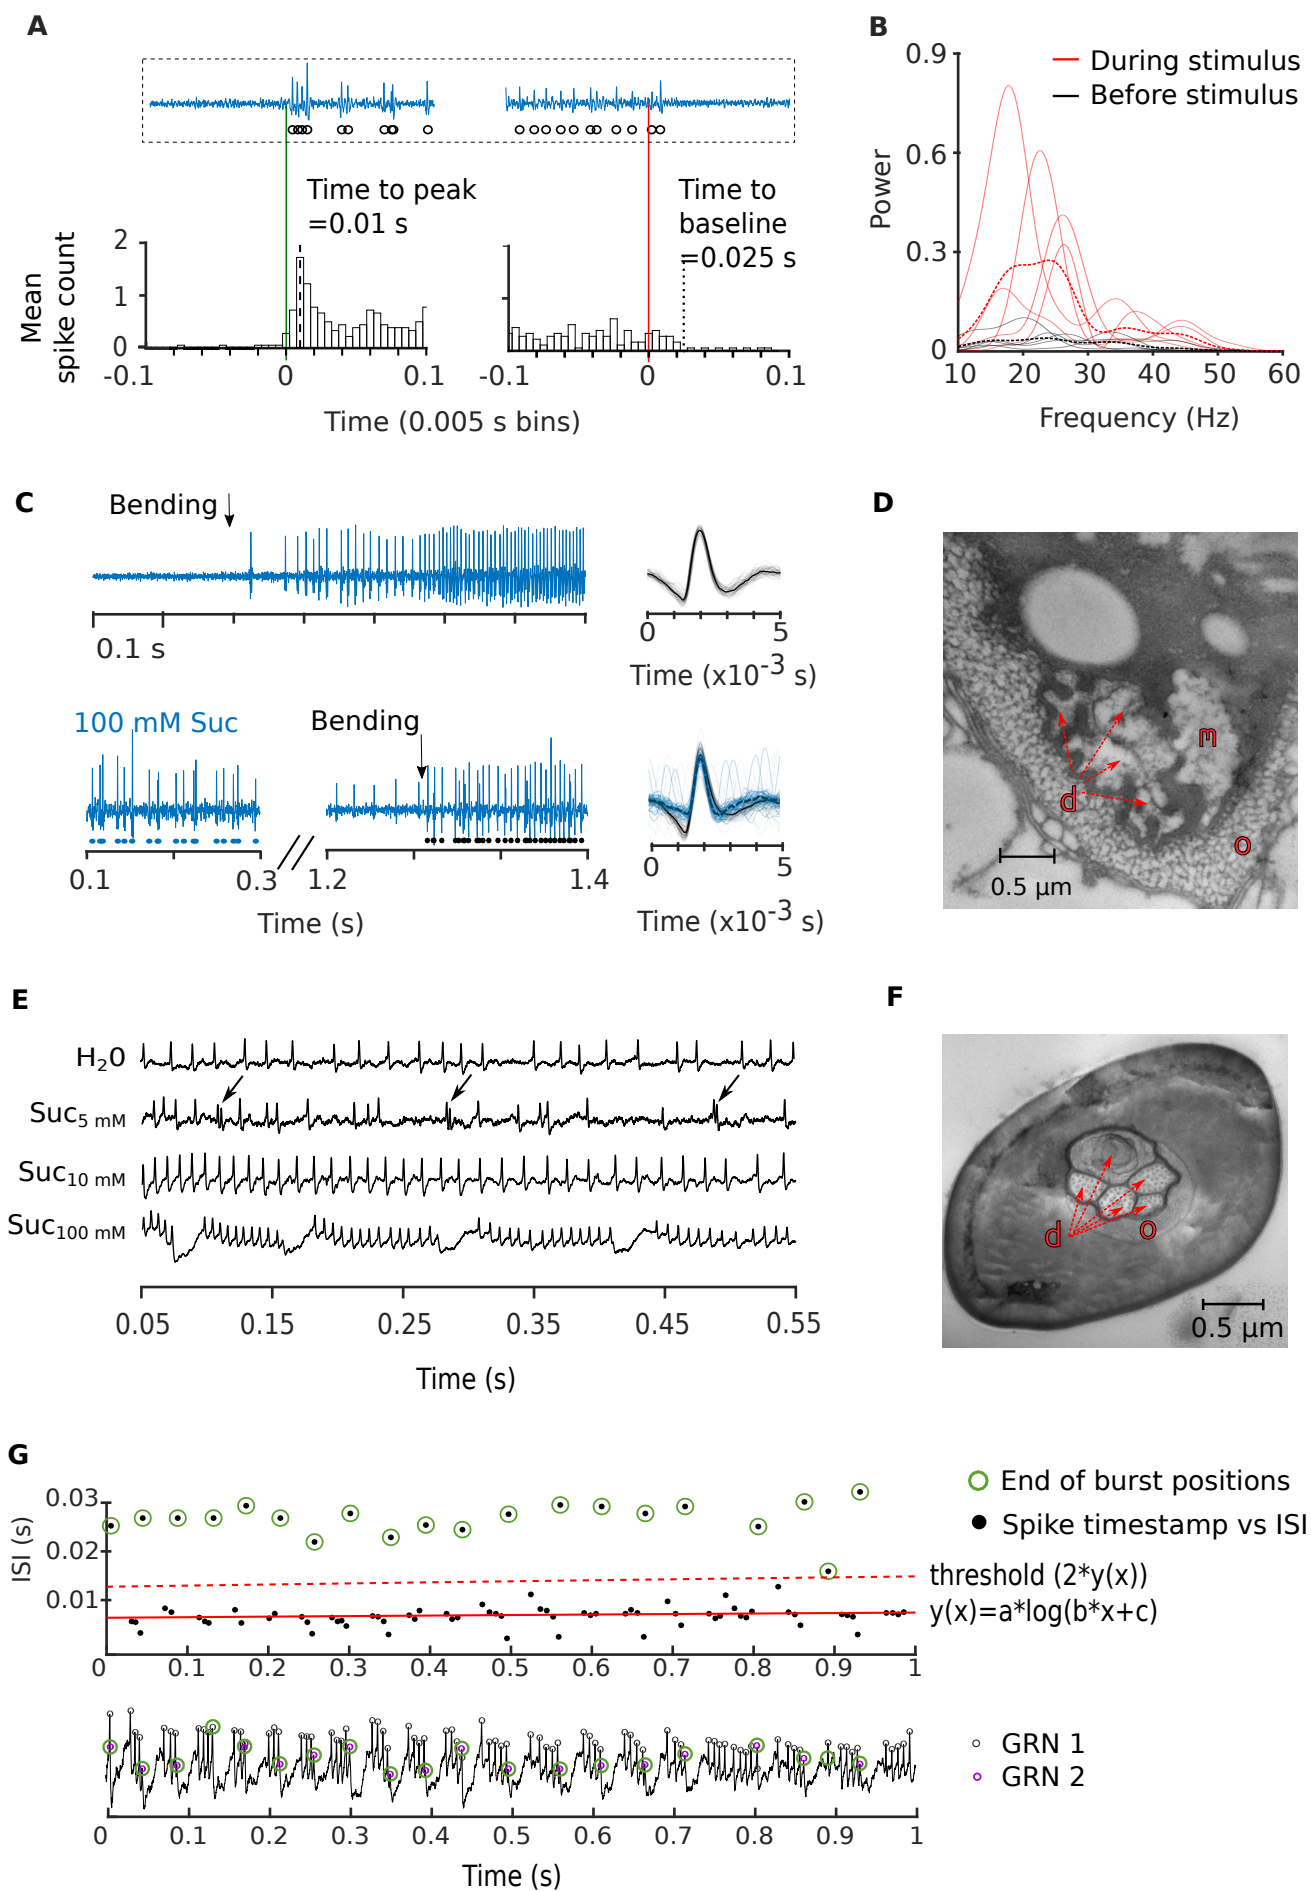 A
Time to peak
=0.01 s
Time to
baseline
=0.025 s
Mean
spike count
2
1
0
-0.1
0
0.1
-0.1
0
0.1
Time (0.005 s bins)
B
During stimulus
Before stimulus
Power
0.9
0.6
0.3
0
10
20
30
40
50
60
Frequency (Hz)
C
Bending
0.1 s
0
5
Time (x10-3 s)
100 mM Suc
Bending
0.1
0.3
1.2
1.4
Time (s)
0
5
Time (x10-3 s)
D
d
m
o
0.5 µm
E
H20
Suc5 mM
Suc10 mM
Suc100 mM
0.05
0.15
0.25
0.35
0.45
0.55
Time (s)
F
d
o
0.5 µm
G
ISI (s)
0.03
0.02
0.01
0
0.1
0.2
0.3
0.4
0.5
0.6
0.7
0.8
0.9
1
End of burst positions
Spike timestamp vs ISI
threshold (2*y(x))
y(x)=a*log(b*x+c)
GRN 1
GRN 2
0
0.1
0.2
0.3
0.4
0.5
0.6
0.7
0.8
0.9
1
Time (s)